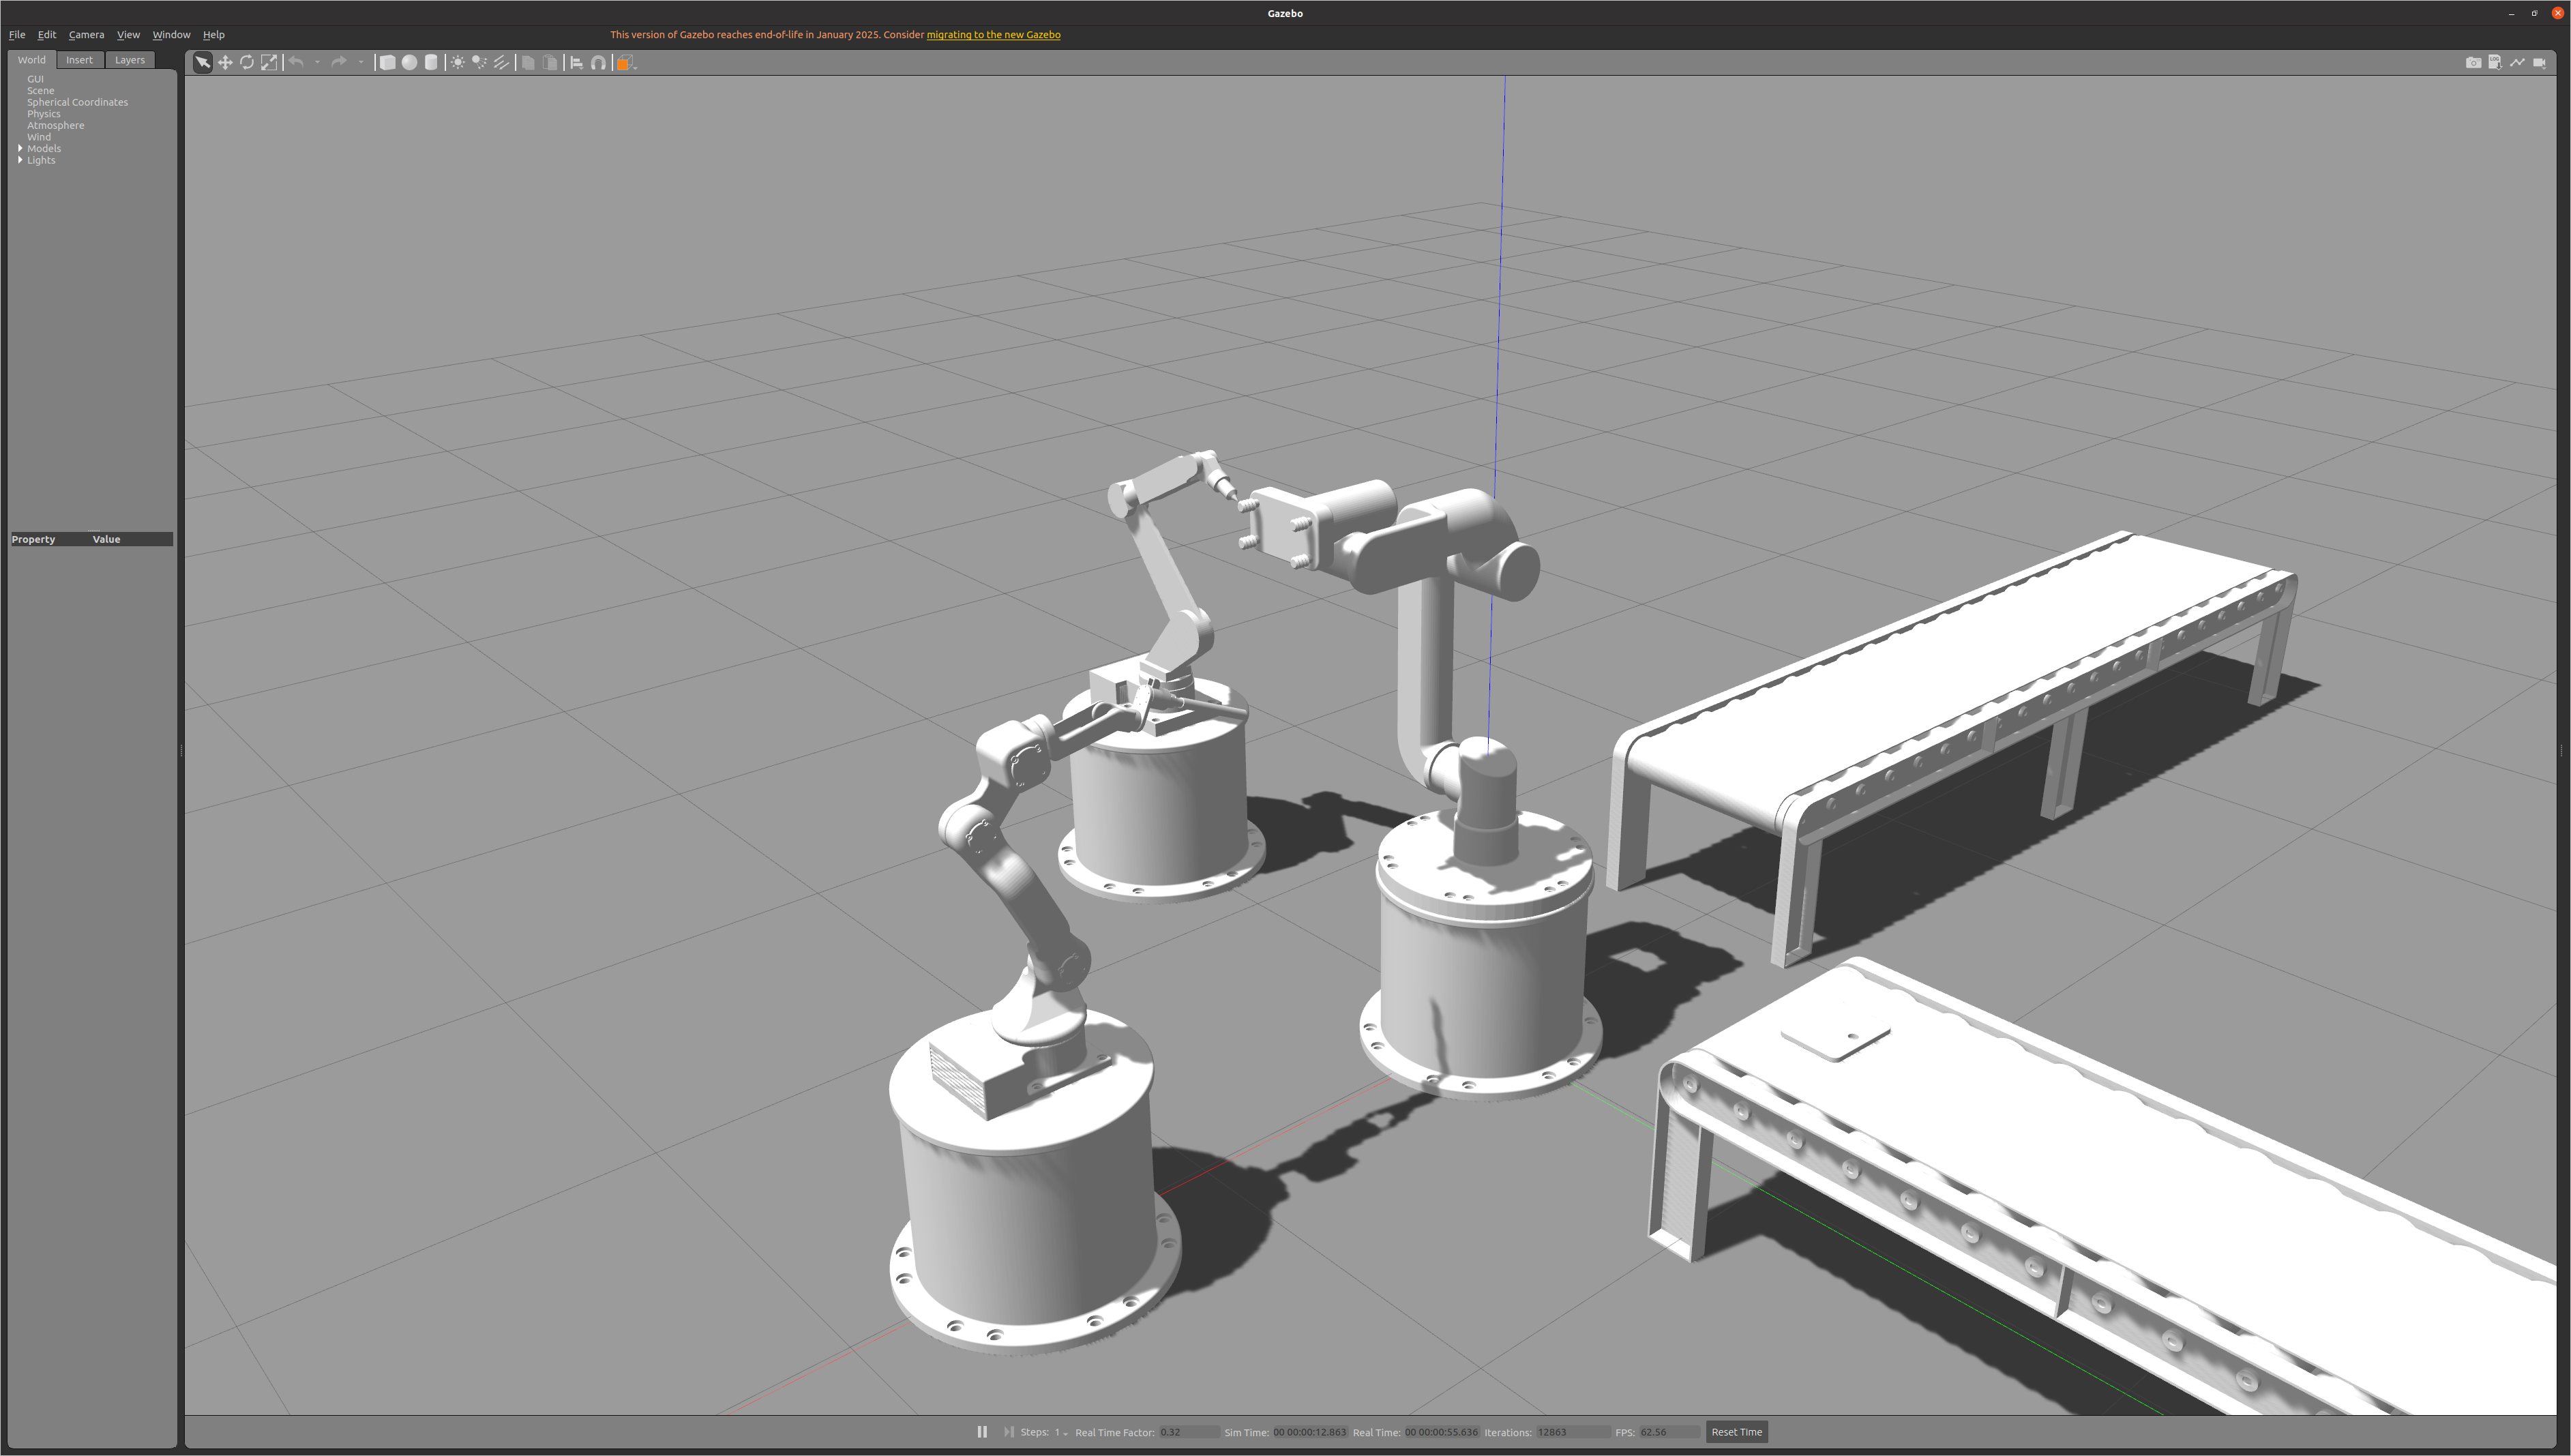 Gazebo
File Edit Camera View Window Help
This version of Gazebo reaches end-of-life in January 2025. Consider migrating to the new Gazebo
World Insert Layers
GUI
Scene
Spherical Coordinates
Physics
Atmosphere
Wind
Models
Lights
Property Value
Steps: 1 Real Time Factor: 0.32 Sim Time: 00 00:00:12.863 Real Time: 00 00:00:55.636 Iterations: 12863 FPS: 62.56 Reset Time